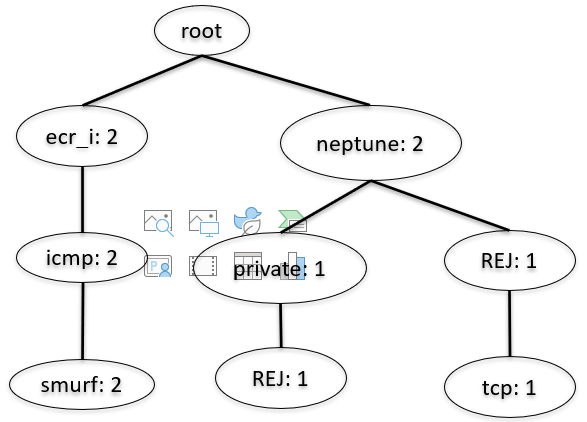 root
ecr_i: 2
neptune: 2
icmp: 2
private: 1
REJ: 1
smurf: 2
REJ: 1
tcp: 1